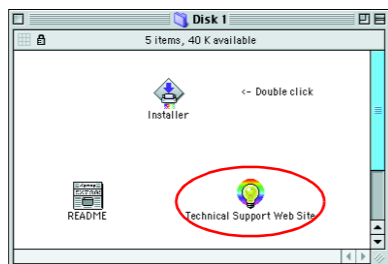 Disk 1
5 items, 40 K available
<- Double click
Installer
README
Technical Support Web Site